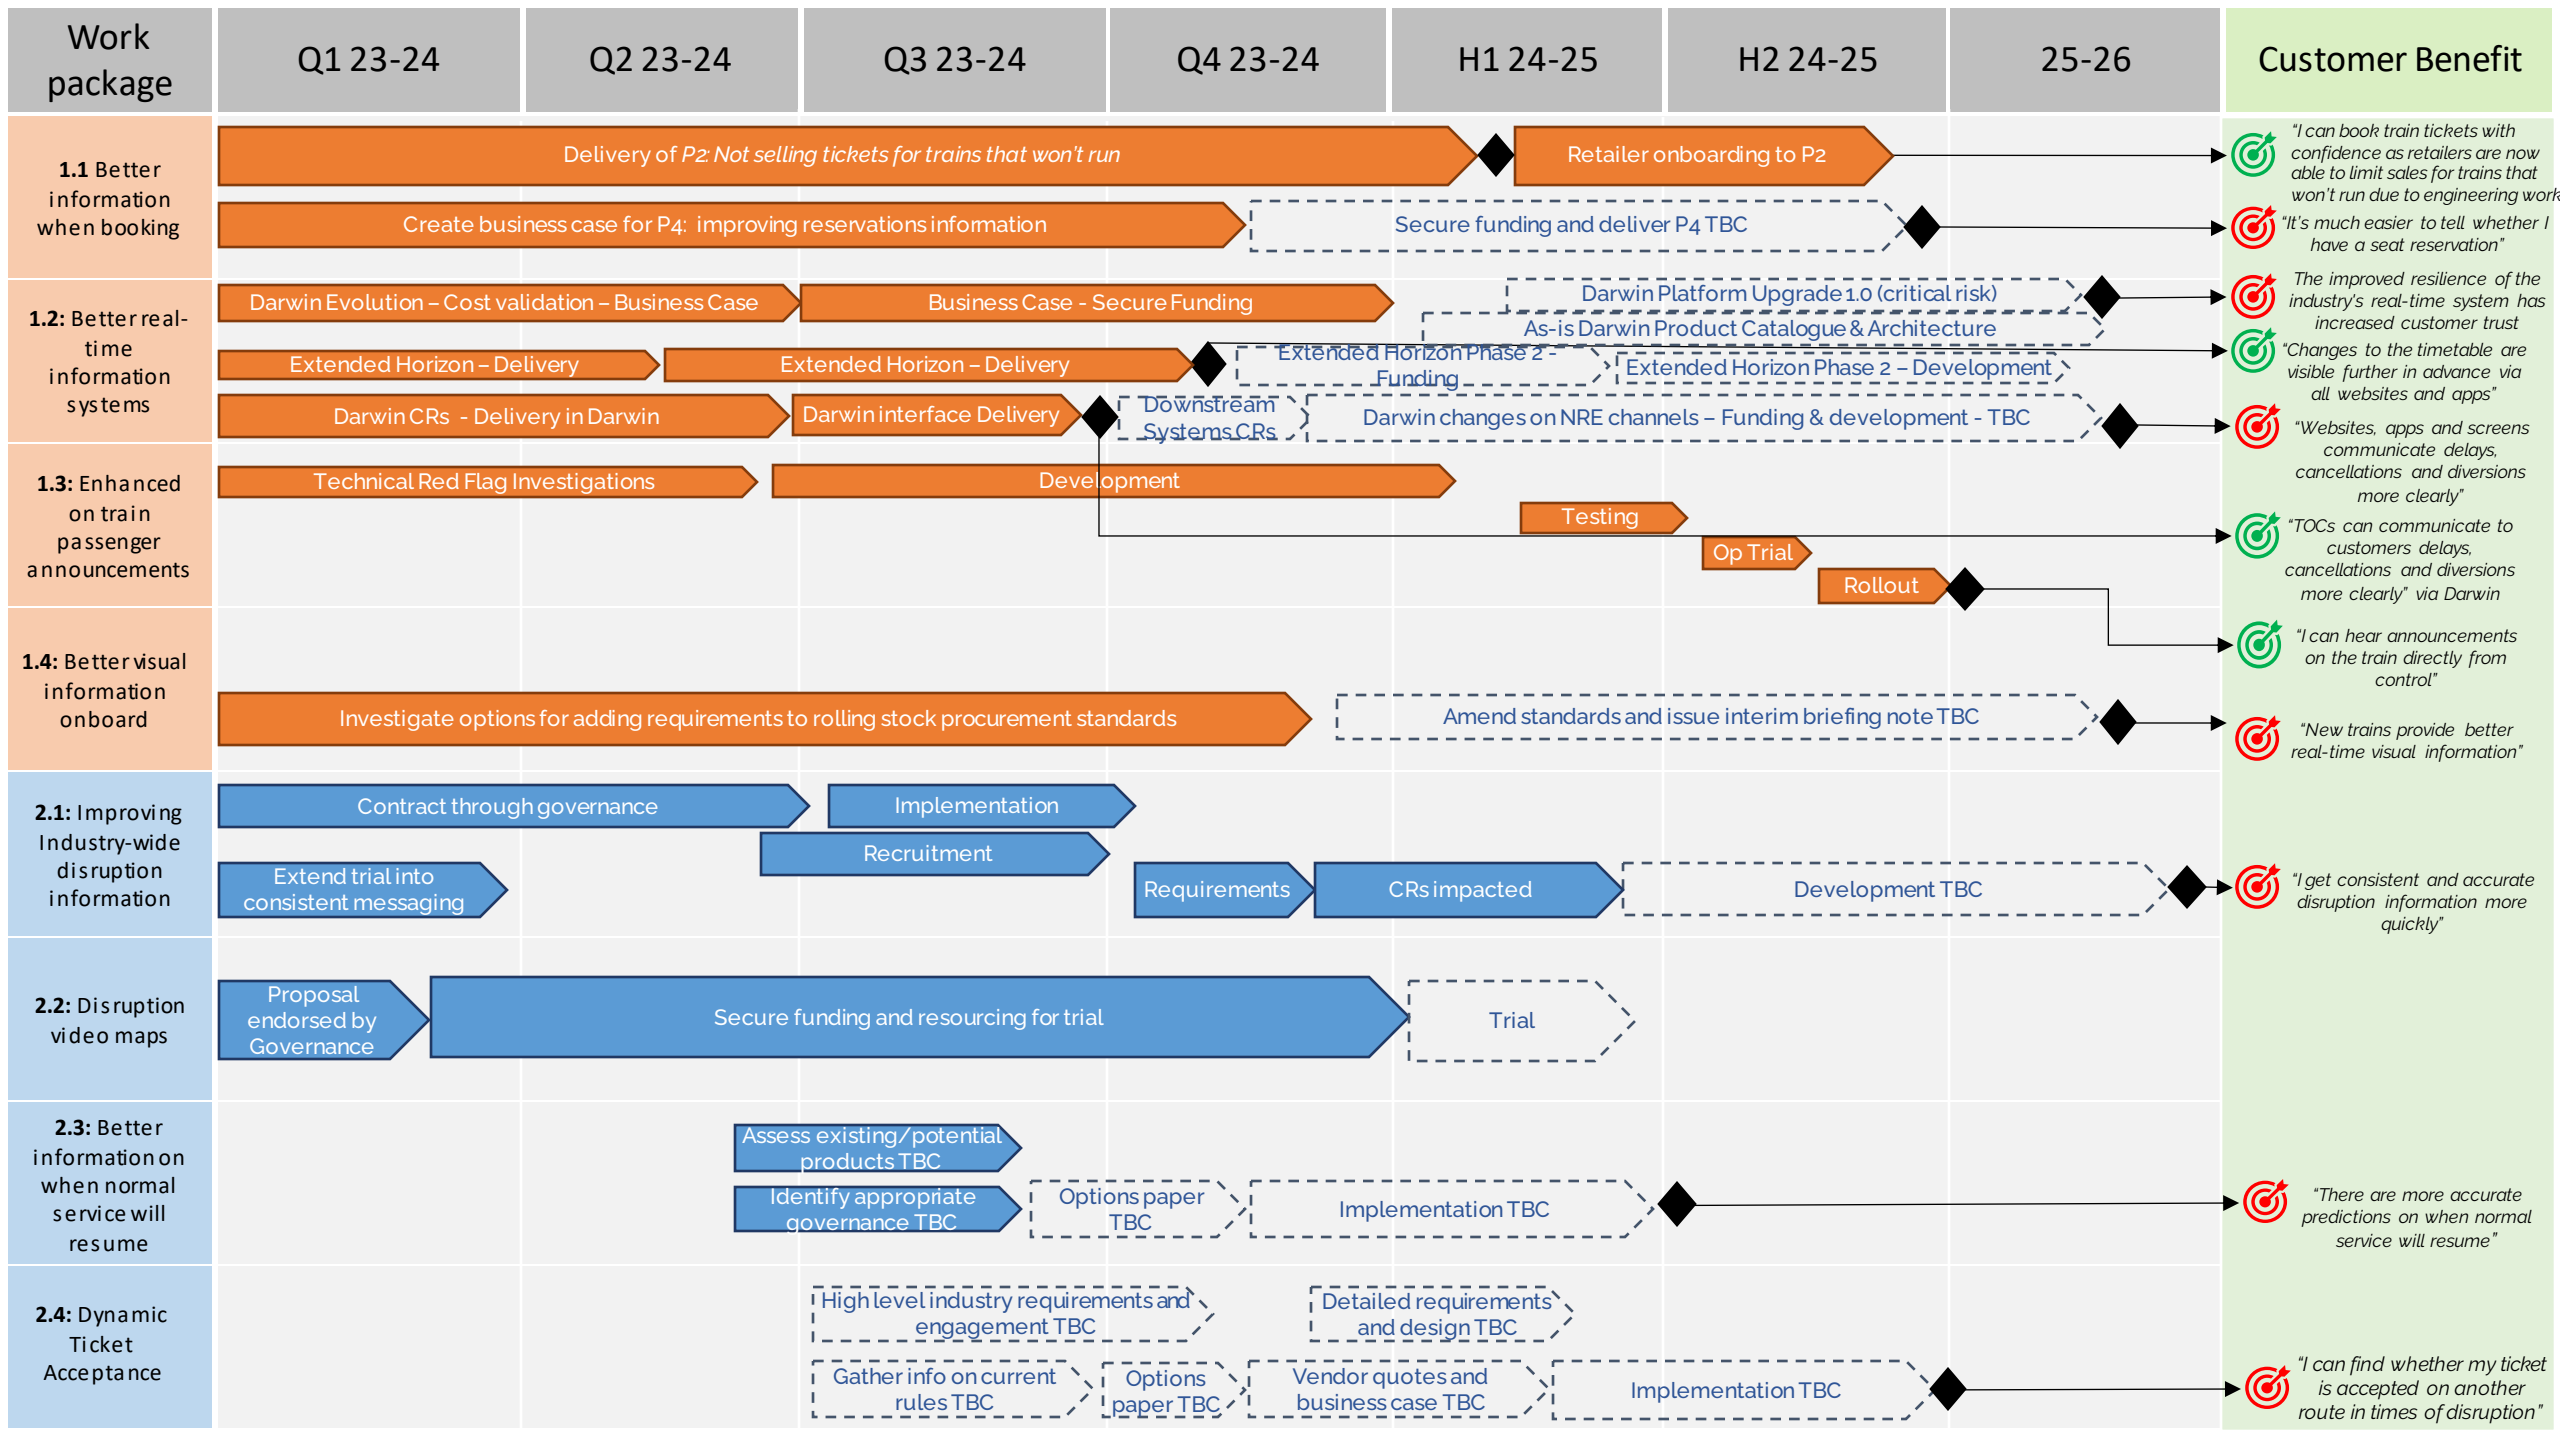 Work
package
Q1 23-24
Q2 23-24
Q3 23-24
Q4 23-24
H1 24-25
H2 24-25
25-26
Customer Benefit
1.1 Better
information
when booking
Delivery of P2: Not selling tickets for trains that won’t run
Retailer onboarding to P2
“I can book train tickets with
confidence as retailers are now
able to limit sales for trains that
won’t run due to engineering work
Create business case for P4:  improving reservations information
Secure funding and deliver P4 TBC
“It’s much easier to tell whether I
have a seat reservation”
1.2: Better real-
time
information
systems
Darwin Evolution – Cost validation – Business Case
Business Case - Secure Funding
Darwin Platform Upgrade 1.0 (critical risk)
As-is Darwin Product Catalogue & Architecture
The improved resilience of the
industry’s real-time system has
increased customer trust
Extended Horizon – Delivery
Extended Horizon – Delivery
Extended Horizon Phase 2 -
Funding
Extended Horizon Phase 2 – Development
“Changes to the timetable are
visible further in advance via
all websites and apps”
Darwin CRs  - Delivery in Darwin
Darwin interface Delivery
Downstream
Systems CRs
Darwin changes on NRE channels – Funding & development - TBC
“Websites, apps and screens
communicate delays,
cancellations and diversions
more clearly”
1.3: Enhanced
on train
passenger
announcements
Technical Red Flag Investigations
Development
Testing
Op Trial
Rollout
“TOCs can communicate to
customers delays,
cancellations and diversions
more clearly” via Darwin
“I can hear announcements
on the train directly from
control”
1.4: Better visual
information
onboard
Investigate options for adding requirements to rolling stock procurement standards
Amend standards and issue interim briefing note TBC
“New trains provide better
real-time visual information”
2.1: Improving
Industry-wide
disruption
information
Contract through governance
Implementation
Recruitment
Extend trial into
consistent messaging
Requirements
CRs impacted
Development TBC
“I get consistent and accurate
disruption information more
quickly”
2.2: Disruption
video maps
Proposal
endorsed by
Governance
Secure funding and resourcing for trial
Trial
2.3: Better
information on
when normal
service will
resume
Assess existing/potential
products TBC
Identify appropriate
governance TBC
Options paper
TBC
Implementation TBC
“There are more accurate
predictions on when normal
service will resume”
2.4: Dynamic
Ticket
Acceptance
High level industry requirements and
engagement TBC
Detailed requirements
and design TBC
Gather info on current
rules TBC
Options
paper TBC
Vendor quotes and
business case TBC
Implementation TBC
“I can find whether my ticket
is accepted on another
route in times of disruption”